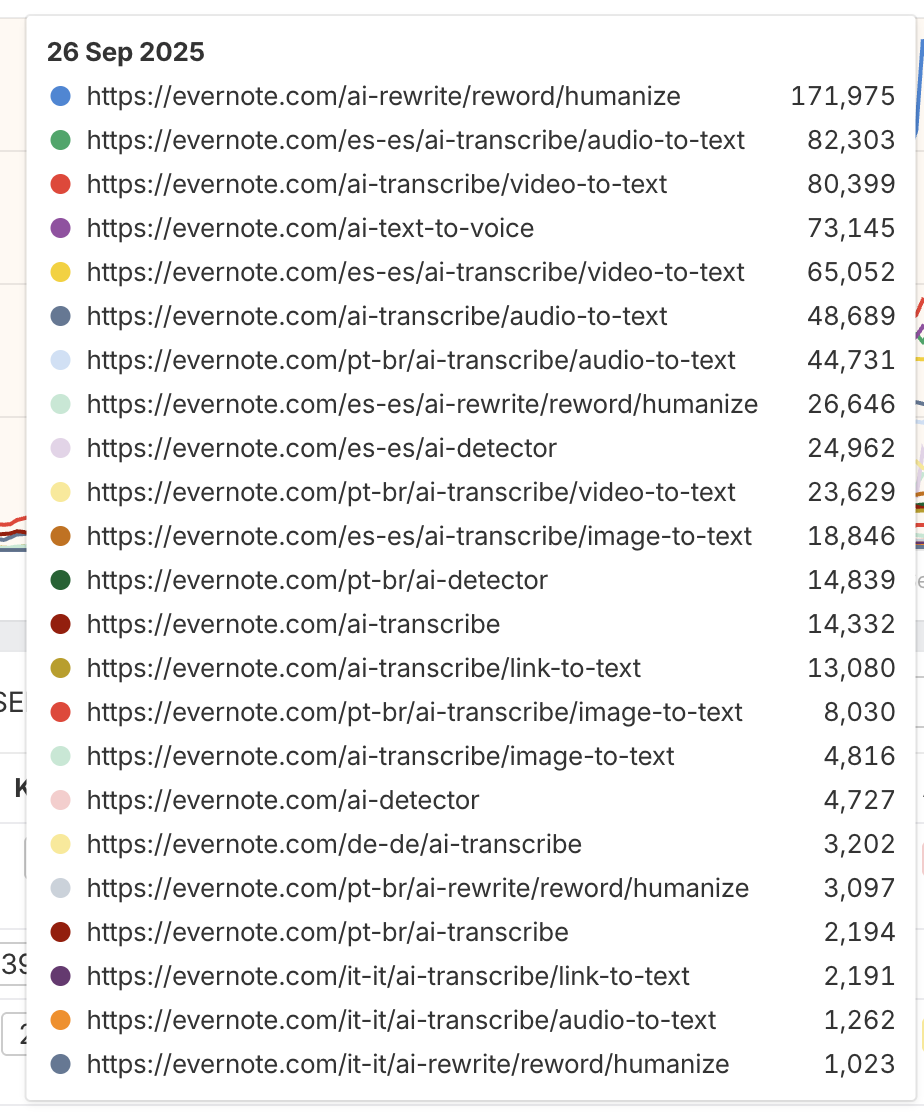 26 Sep 2025
https://evernote.com/ai-rewrite/reword/humanize 171,975
https://evernote.com/es-es/ai-transcribe/audio-to-text 82,303
https://evernote.com/ai-transcribe/video-to-text 80,399
https://evernote.com/ai-text-to-voice 73,145
https://evernote.com/es-es/ai-transcribe/video-to-text 65,052
https://evernote.com/ai-transcribe/audio-to-text 48,689
https://evernote.com/pt-br/ai-transcribe/audio-to-text 44,731
https://evernote.com/es-es/ai-rewrite/reword/humanize 26,646
https://evernote.com/es-es/ai-detector 24,962
https://evernote.com/pt-br/ai-transcribe/video-to-text 23,629
https://evernote.com/es-es/ai-transcribe/image-to-text 18,846
https://evernote.com/pt-br/ai-detector 14,839
https://evernote.com/ai-transcribe 14,332
https://evernote.com/ai-transcribe/link-to-text 13,080
https://evernote.com/pt-br/ai-transcribe/image-to-text 8,030
https://evernote.com/ai-transcribe/image-to-text 4,816
https://evernote.com/ai-detector 4,727
https://evernote.com/de-de/ai-transcribe 3,202
https://evernote.com/pt-br/ai-rewrite/reword/humanize 3,097
https://evernote.com/pt-br/ai-transcribe 2,194
https://evernote.com/it-it/ai-transcribe/link-to-text 2,191
https://evernote.com/it-it/ai-transcribe/audio-to-text 1,262
https://evernote.com/it-it/ai-rewrite/reword/humanize 1,023